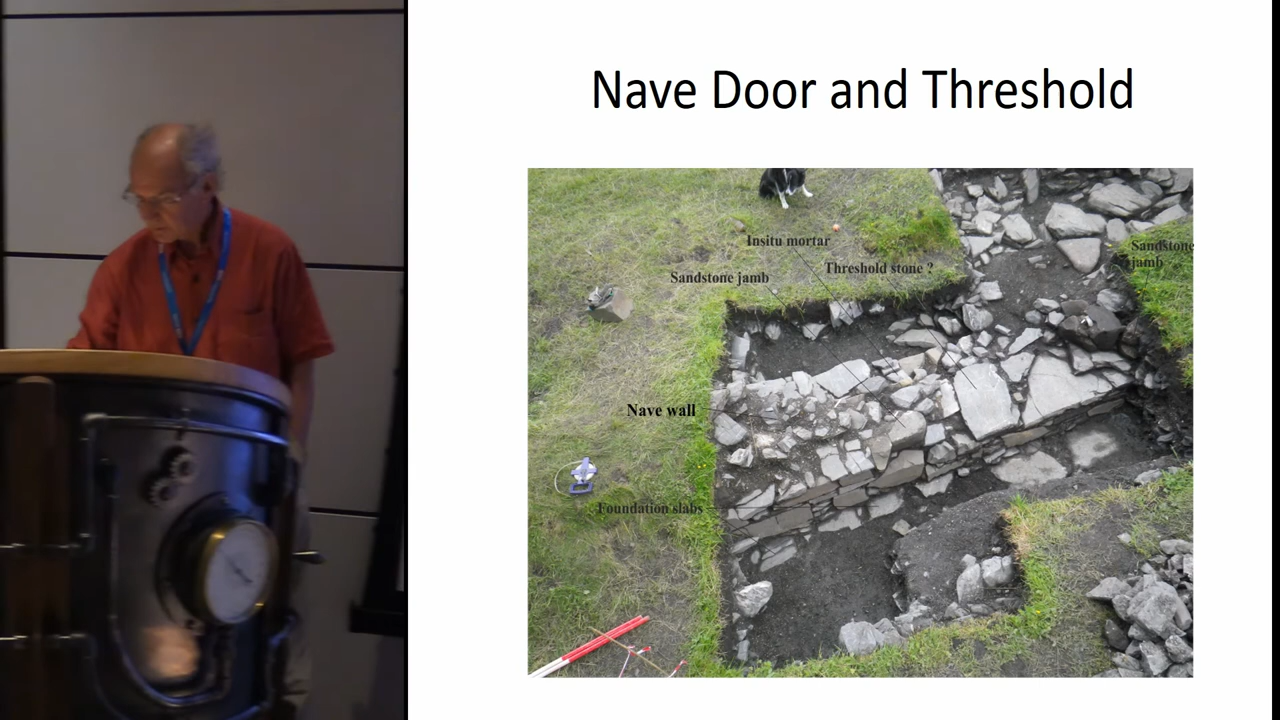 Nave Door and Threshold
Insitu mortar
Sandstone jamb
Threshold stone ?
Sandstone
jamb
Nave wall
Foundation slabs